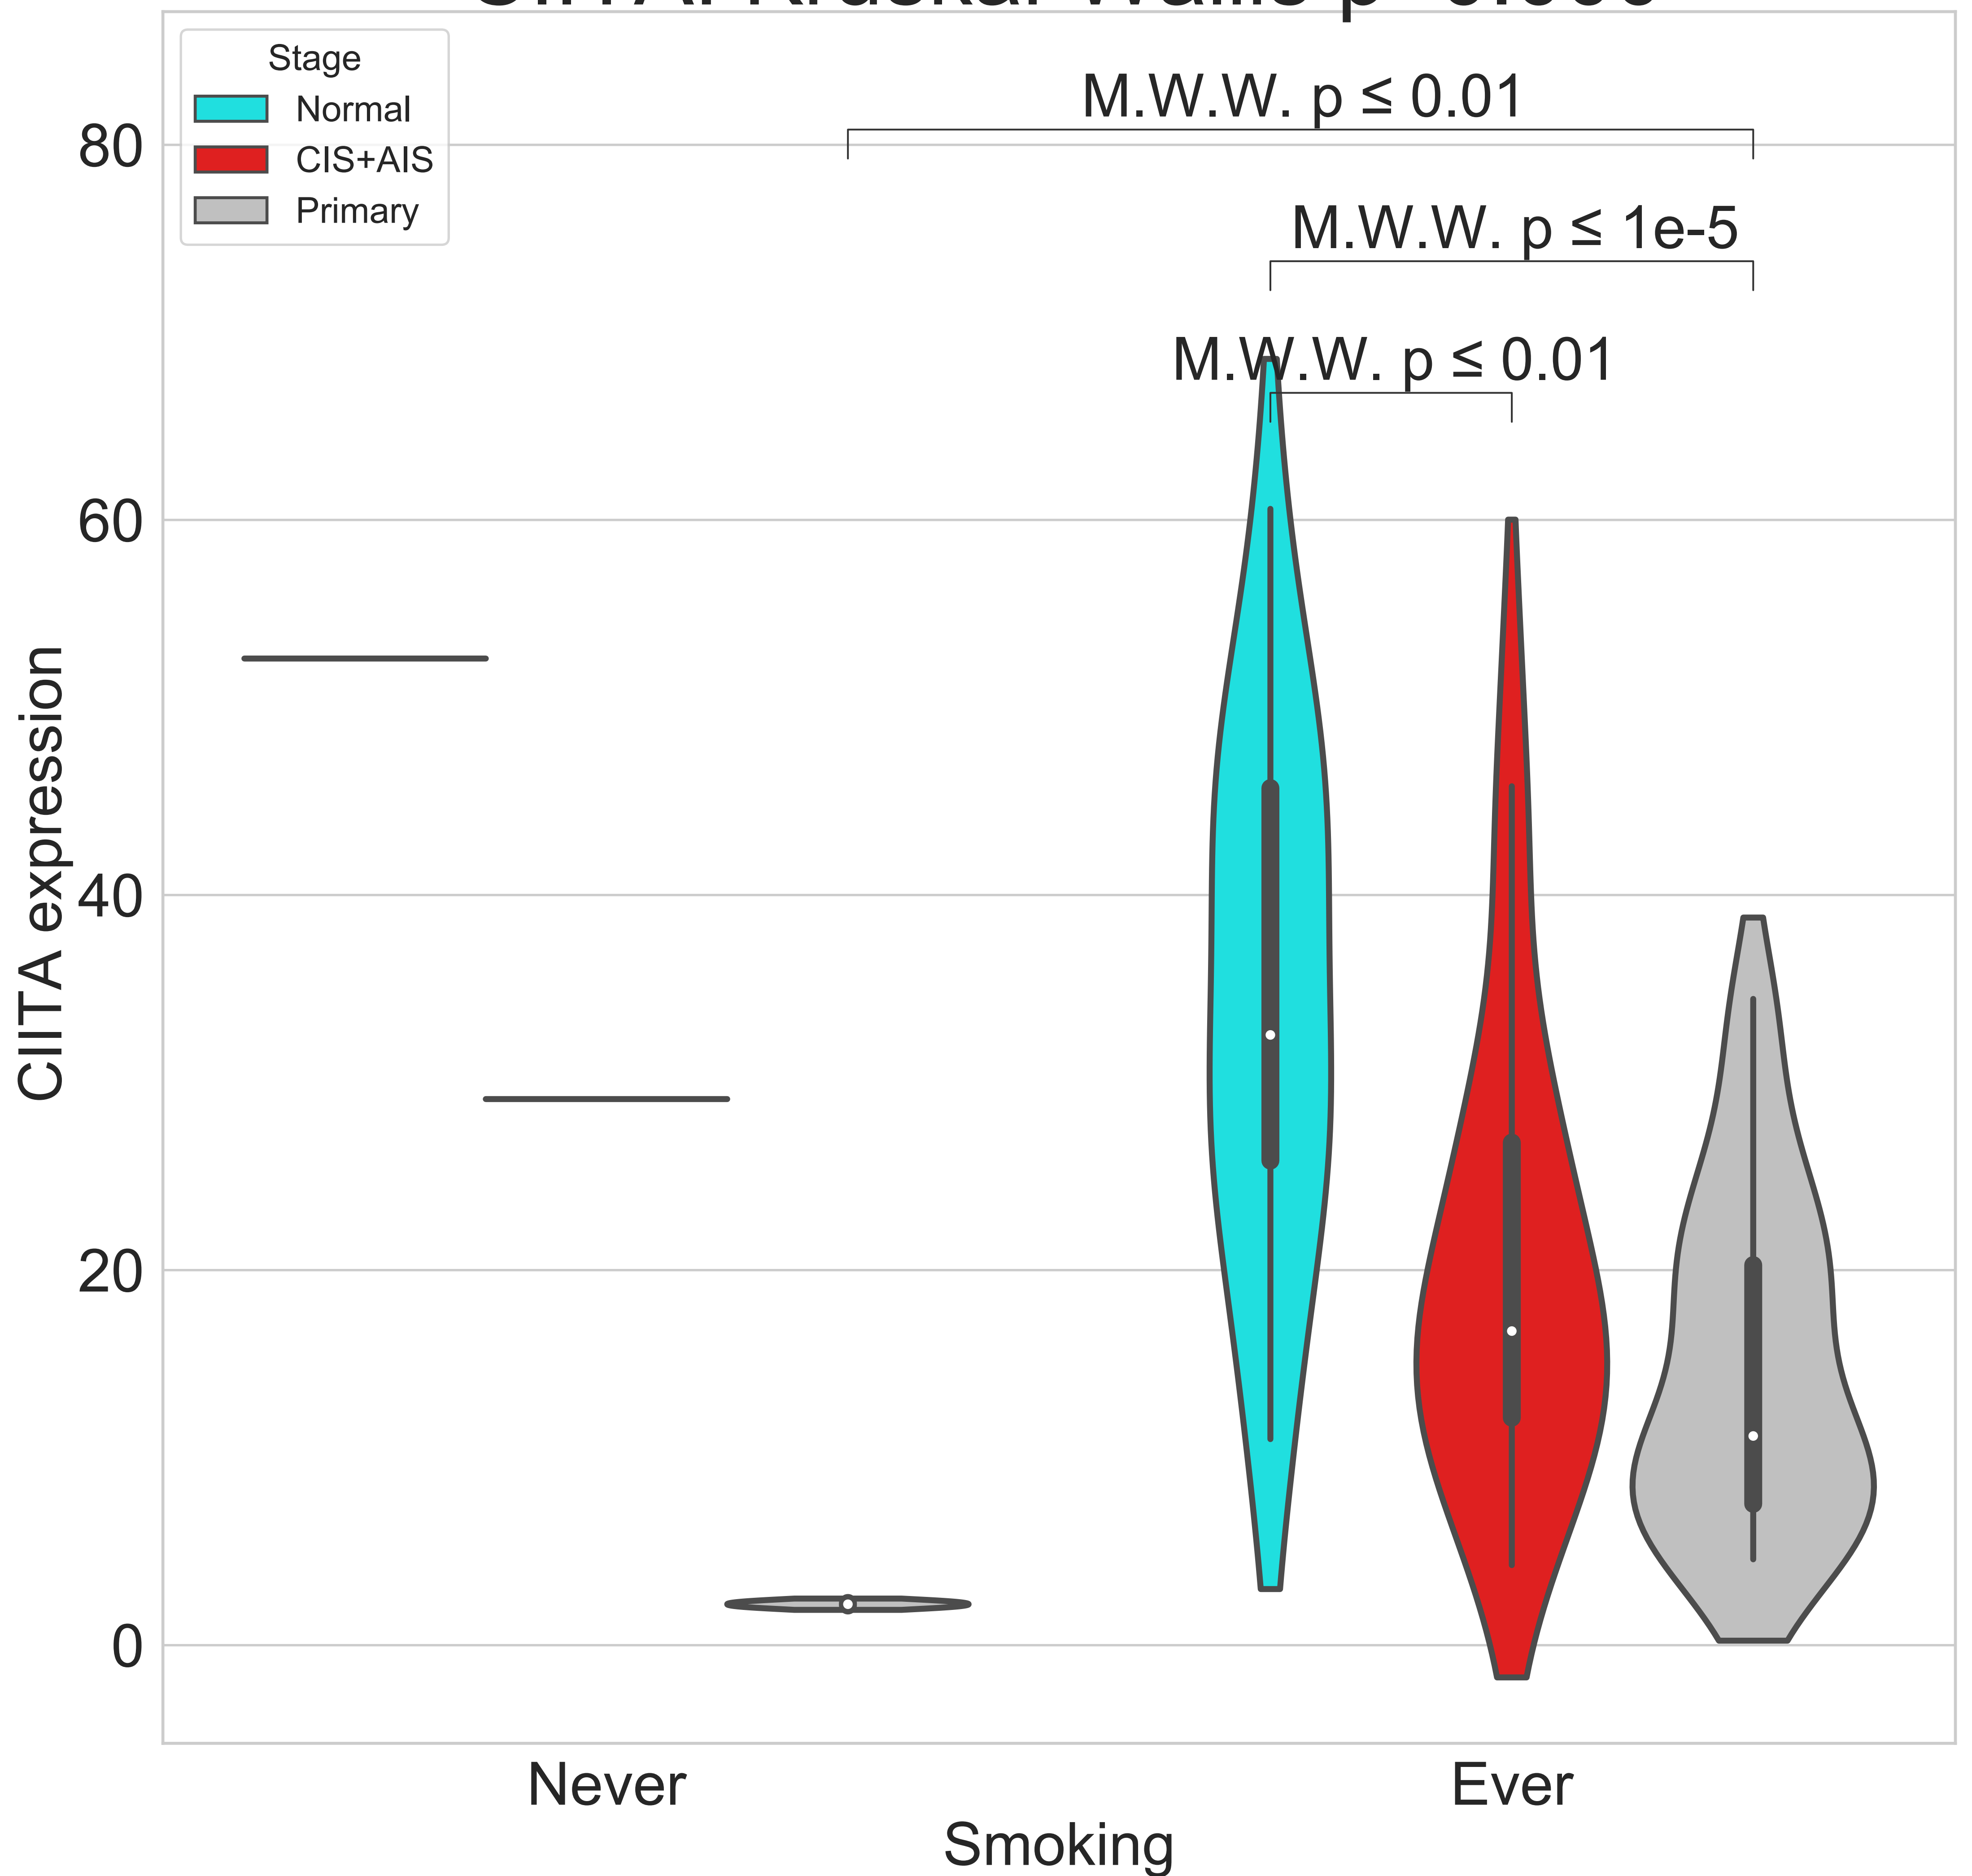 Stage
Normal
CIS+AIS
Primary
M.W.W. p ≤ 0.01
M.W.W. p ≤ 1e-5
M.W.W. p ≤ 0.01
80
60
40
20
0
CIITA expression
Never
Ever
Smoking